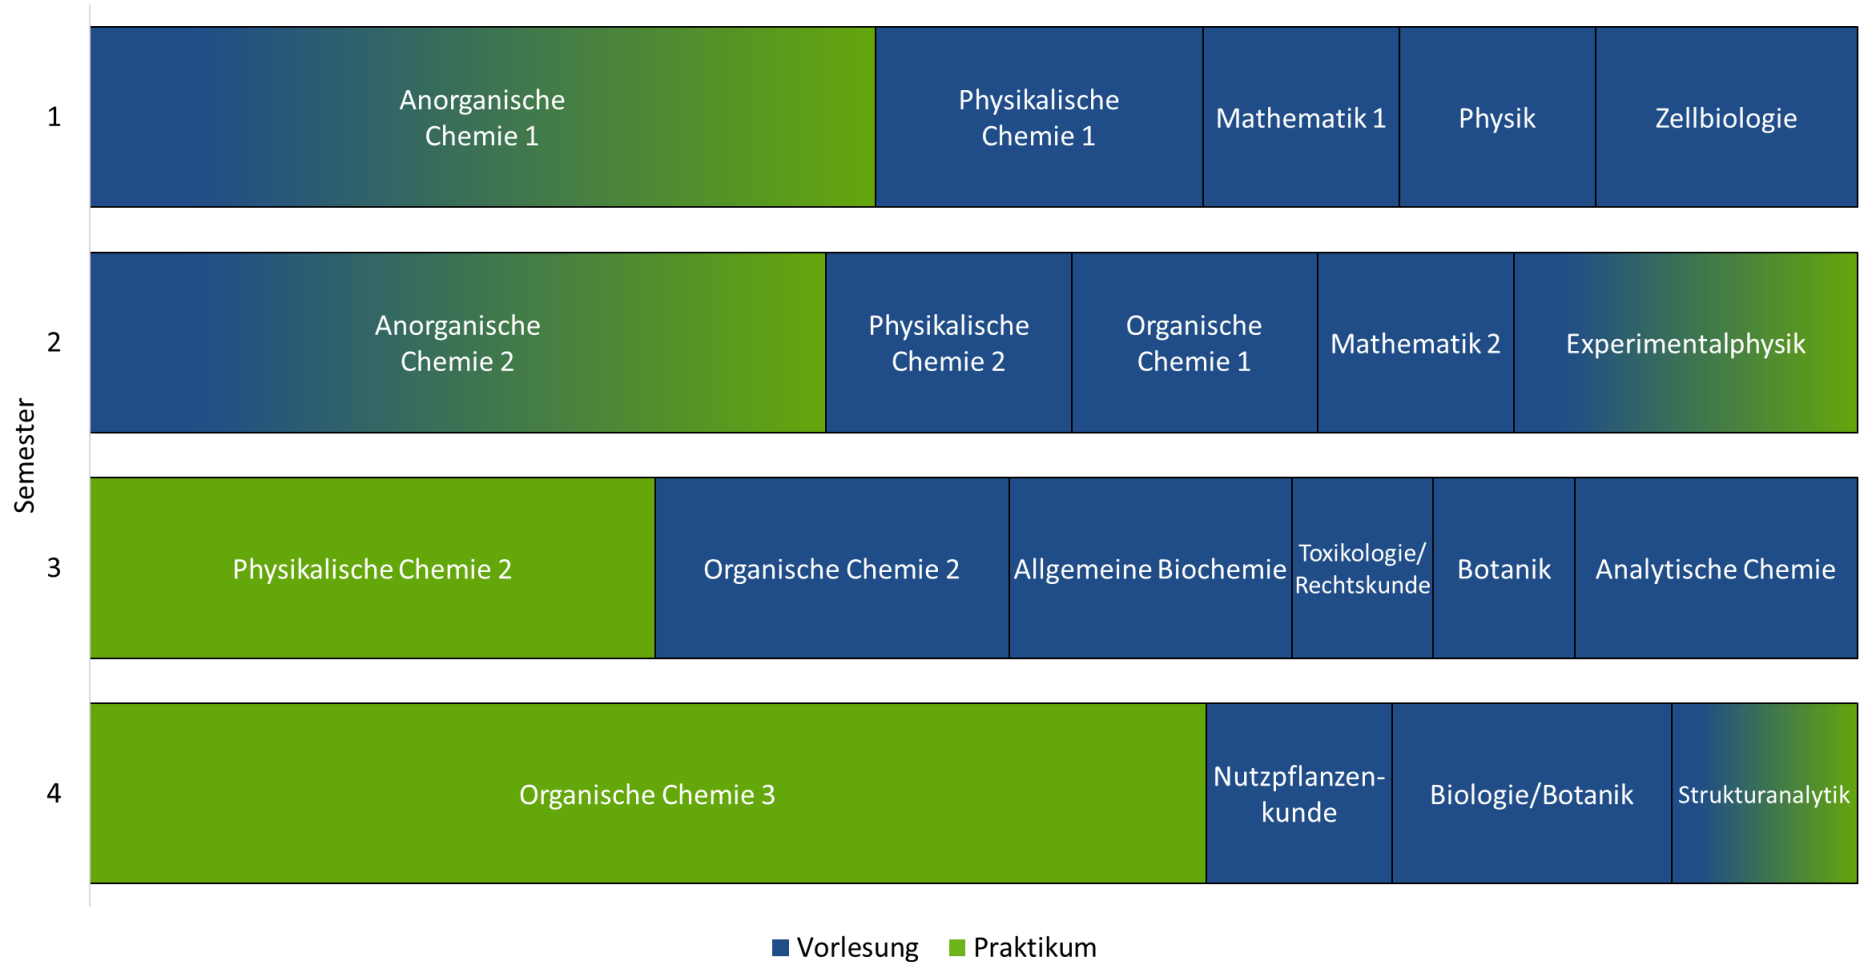 Semester
1
Anorganische
Chemie 1
Physikalische
Chemie 1
Mathematik 1
Physik
Zellbiologie
2
Anorganische
Chemie 2
Physikalische
Chemie 2
Organische
Chemie 1
Mathematik 2
Experimentalphysik
3
Physikalische Chemie 2
Organische Chemie 2
Allgemeine Biochemie
Toxikologie/
Rechtskunde
Botanik
Analytische Chemie
4
Organische Chemie 3
Nutzpflanzen-
kunde
Biologie/Botanik
Strukturanalytik
Vorlesung
Praktikum